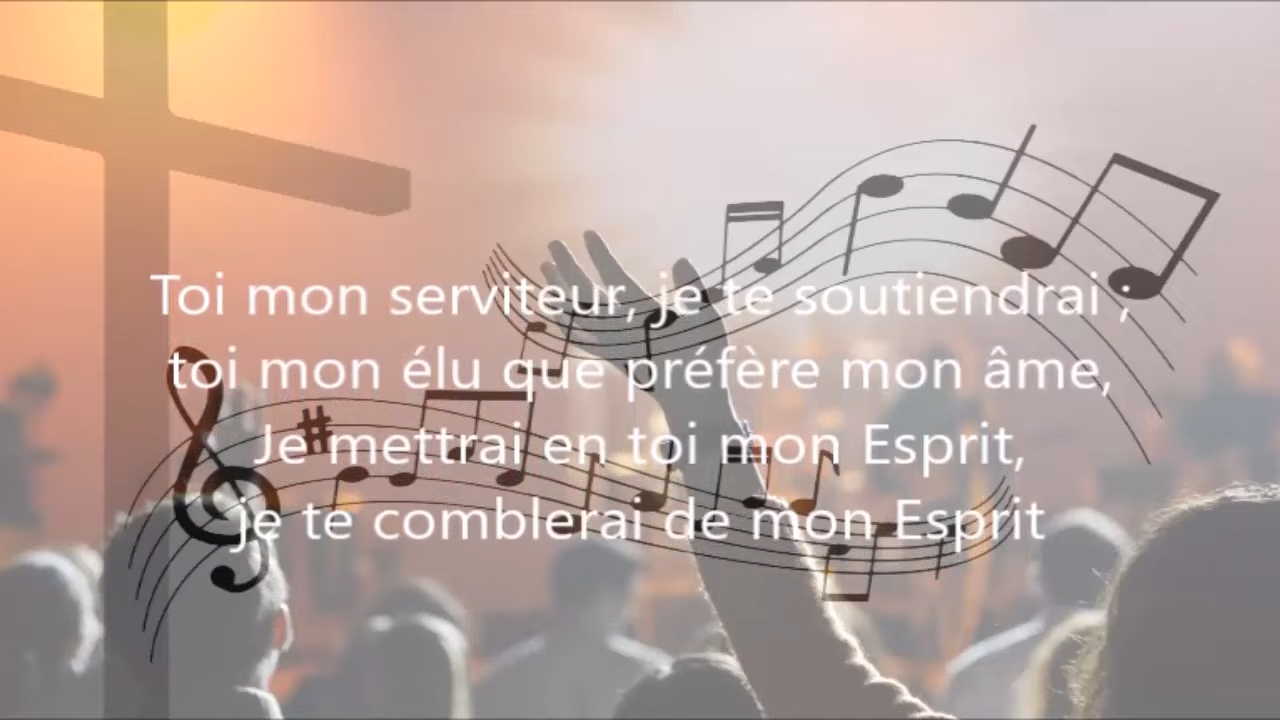 Toi mon serviteur, je te soutiendrai ;
toi mon élu que préfère mon âme,
Je mettrai en toi mon Esprit,
je te comblerai de mon Esprit